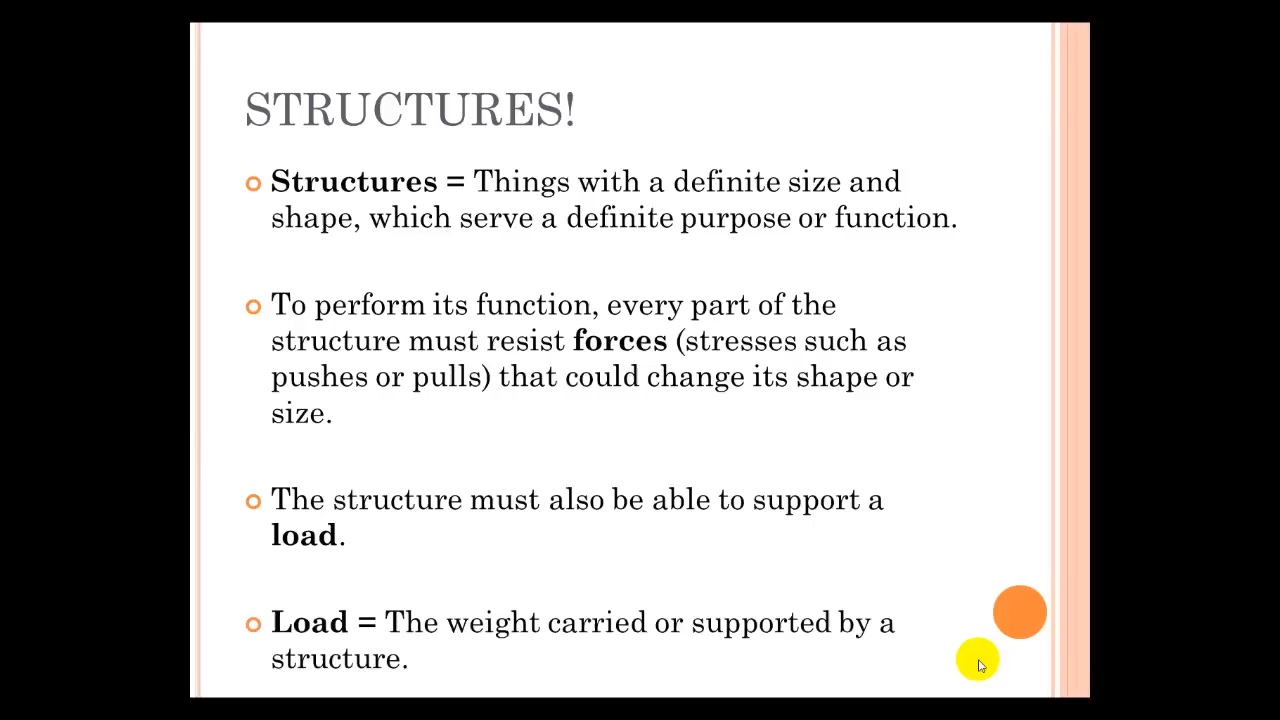 STRUCTURES!
Structures = Things with a definite size and
shape, which serve a definite purpose or function.
To perform its function, every part of the
structure must resist forces (stresses such as
pushes or pulls) that could change its shape or
size.
The structure must also be able to support a
load.
Load = The weight carried or supported by a
structure.